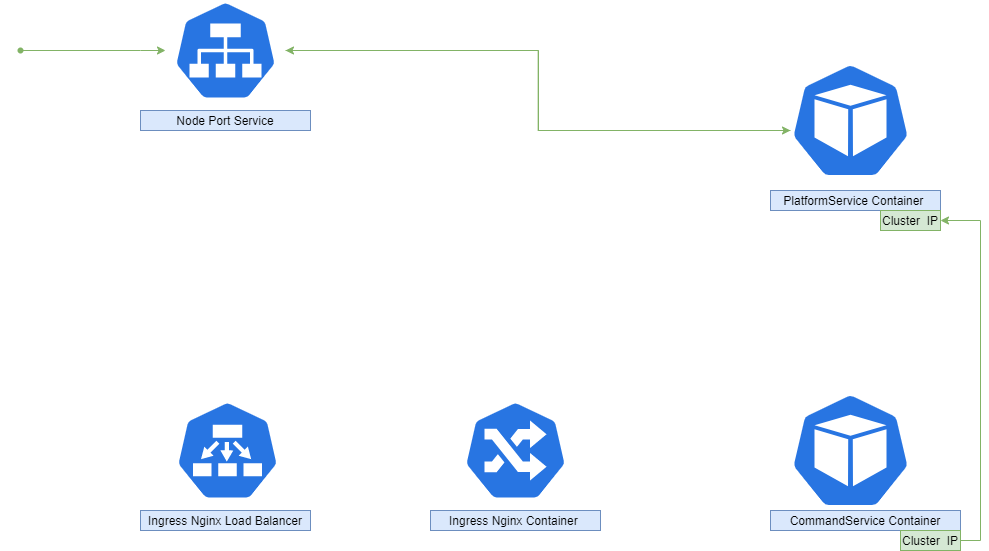 Node Port Service
PlatformService Container
Cluster IP
Ingress Nginx Load Balancer
Ingress Nginx Container
CommandService Container
Cluster IP